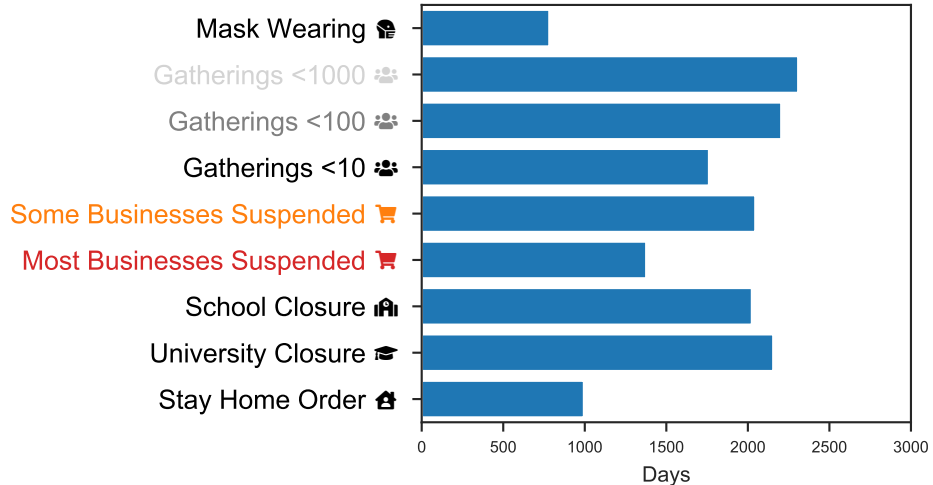 Mask Wearing
Gatherings <1000
Gatherings <100
Gatherings <10
Some Businesses Suspended
Most Businesses Suspended
School Closure
University Closure
Stay Home Order
0 500 1000 1500 2000 2500 3000
Days